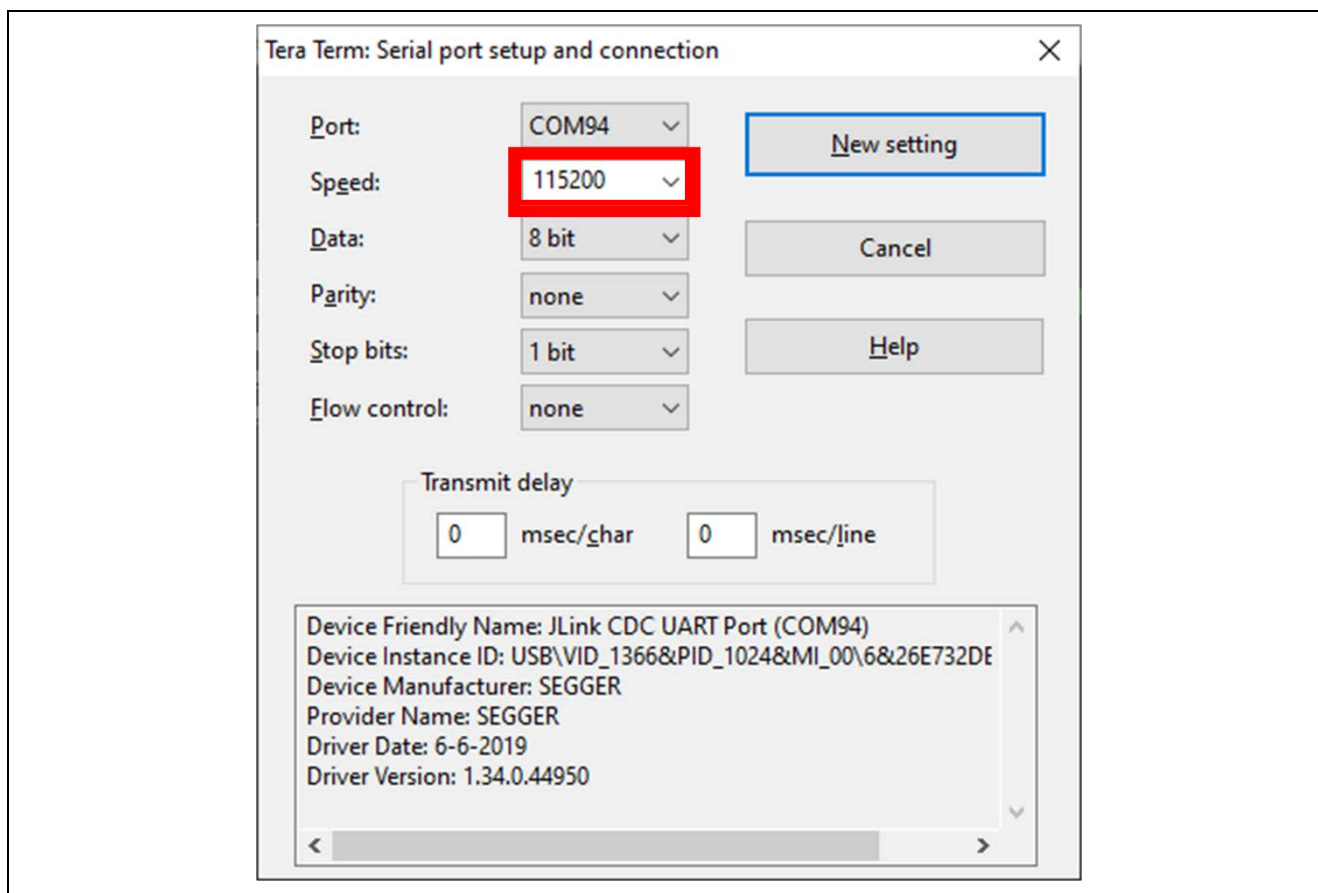 Tera Term: Serial port setup and connection
Port: COM94 New setting
Speed: 115200
Data: 8 bit Cancel
Parity: none
Stop bits: 1 bit Help
Flow control: none
Transmit delay
0 msec/char 0 msec/line
Device Friendly Name: JLink CDC UART Port (COM94)
Device Instance ID: USB\VID_1366&PID_1024&MI_00\6&26E732DE
Device Manufacturer: SEGGER
Provider Name: SEGGER
Driver Date: 6-6-2019
Driver Version: 1.34.0.44950